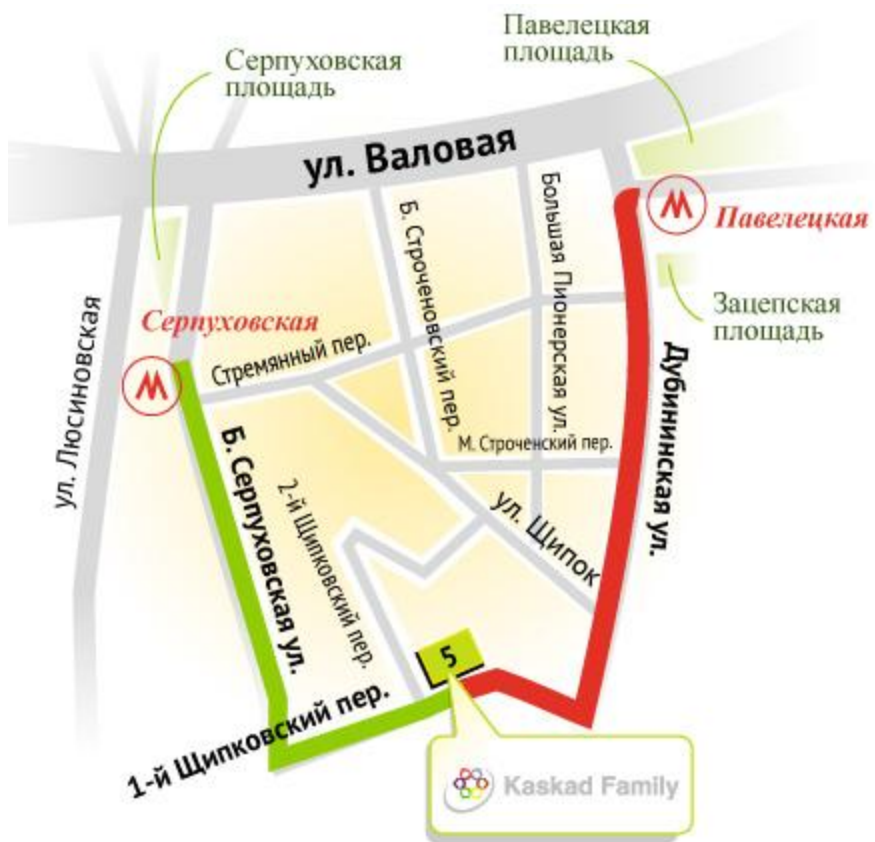 Павелецкая
площадь
Серпуховская
площадь
ул. Валовая
Павелецкая
Б. Строченовский пер.
Большая Пионерская ул.
Зацепская
площадь
Серпуховская
Стремянный пер.
ул. Люсиновская
Дубининская ул.
М. Строченский пер.
Б. Серпуховская ул.
2-й Щипковский пер.
ул. Щипок
5
1-й Щипковский пер.
Kaskad Family